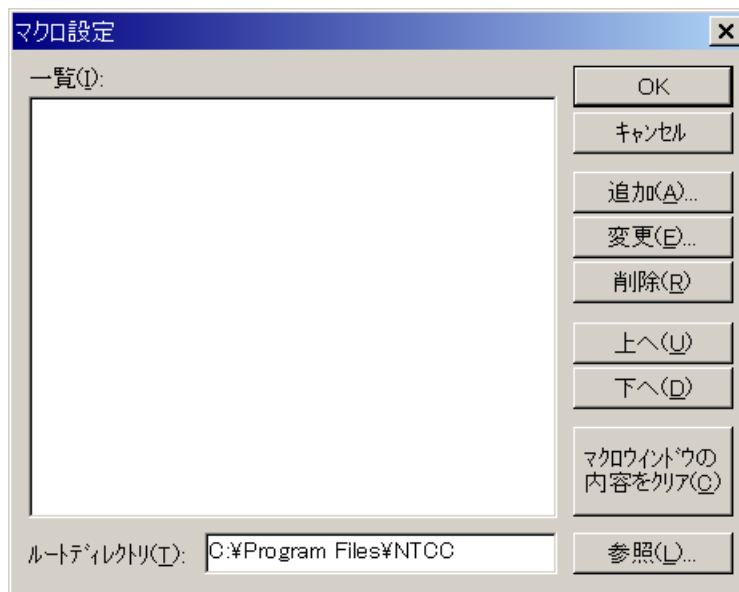 マクロ設定
一覧(I):
OK
キャンセル
追加(A)...
変更(E)...
削除(R)
上へ(U)
下へ(D)
ﾏｸﾛｳｨﾝﾄﾞｳの
内容をｸﾘｱ(C)
ﾙｰﾄﾃﾞｨﾚｸﾄﾘ(T):
C:¥Program Files¥NTCC
参照(L)...